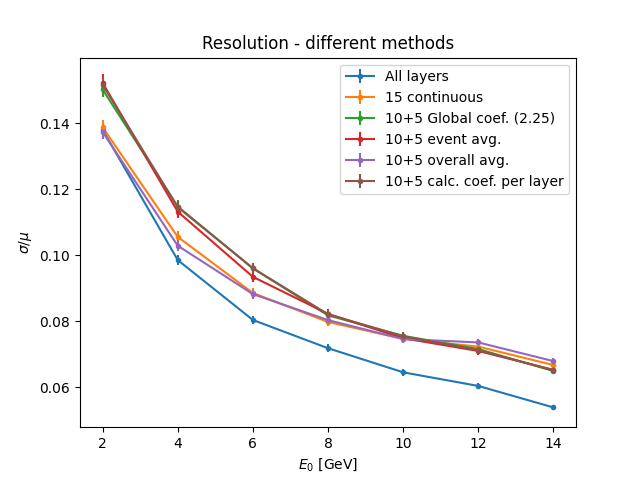 Resolution - different methods
All layers
15 continuous
10+5 Global coef. (2.25)
10+5 event avg.
10+5 overall avg.
10+5 calc. coef. per layer
0.14
0.12
0.10
0.08
0.06
σ/μ
2 4 6 8 10 12 14
E₀ [GeV]